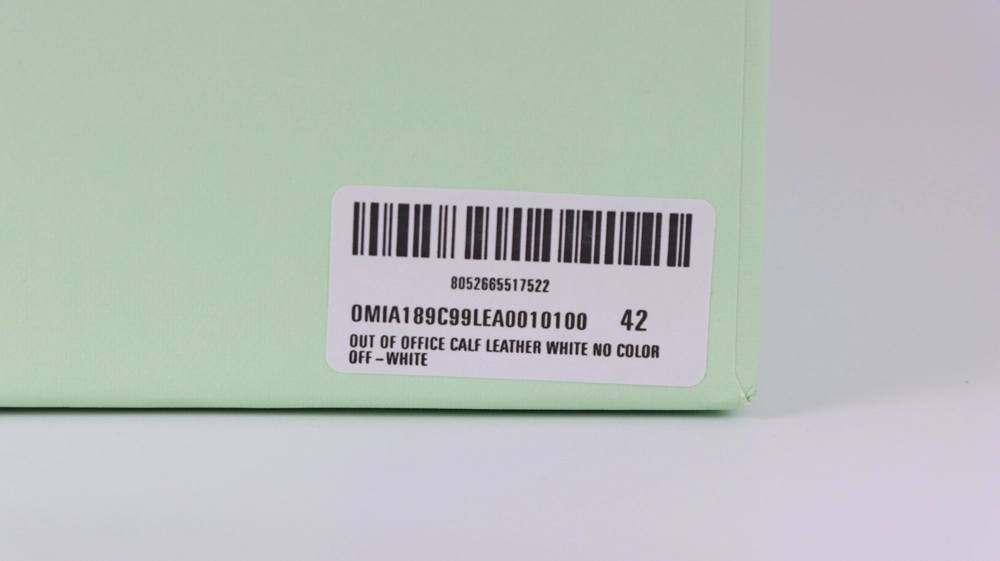 8052665517522
OMIA189C99LEA0010100 42
OUT OF OFFICE CALF LEATHER WHITE NO COLOR
OFF-WHITE